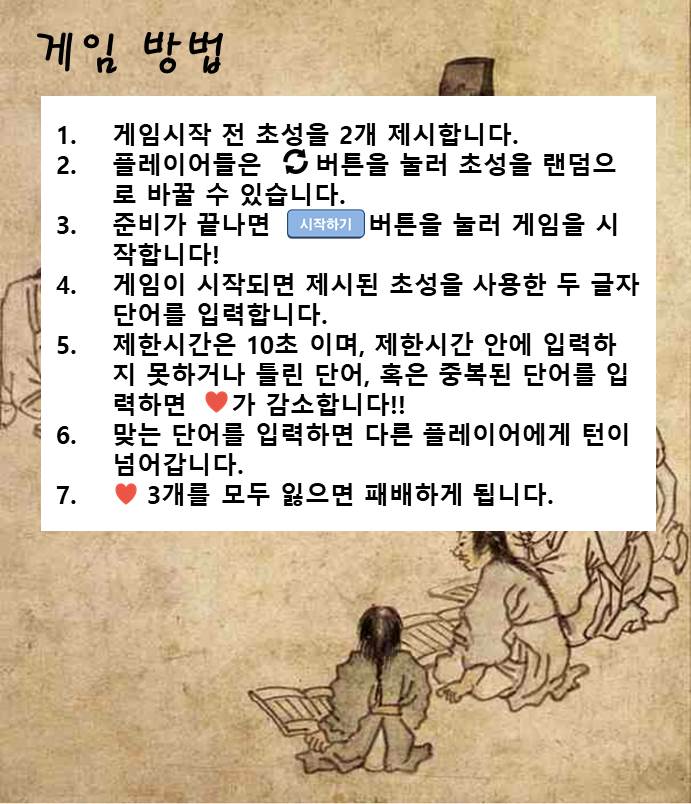 게임 방법
1. 게임시작 전 초성을 2개 제시합니다.
2. 플레이어들은 버튼을 눌러 초성을 랜덤으
로 바꿀 수 있습니다.
3. 준비가 끝나면 시작하기 버튼을 눌러 게임을 시
작합니다!
4. 게임이 시작되면 제시된 초성을 사용한 두 글자
단어를 입력합니다.
5. 제한시간은 10초 이며, 제한시간 안에 입력하
지 못하거나 틀린 단어, 혹은 중복된 단어를 입
력하면 가 감소합니다!!
6. 맞는 단어를 입력하면 다른 플레이어에게 턴이
넘어갑니다.
7. 3개를 모두 잃으면 패배하게 됩니다.